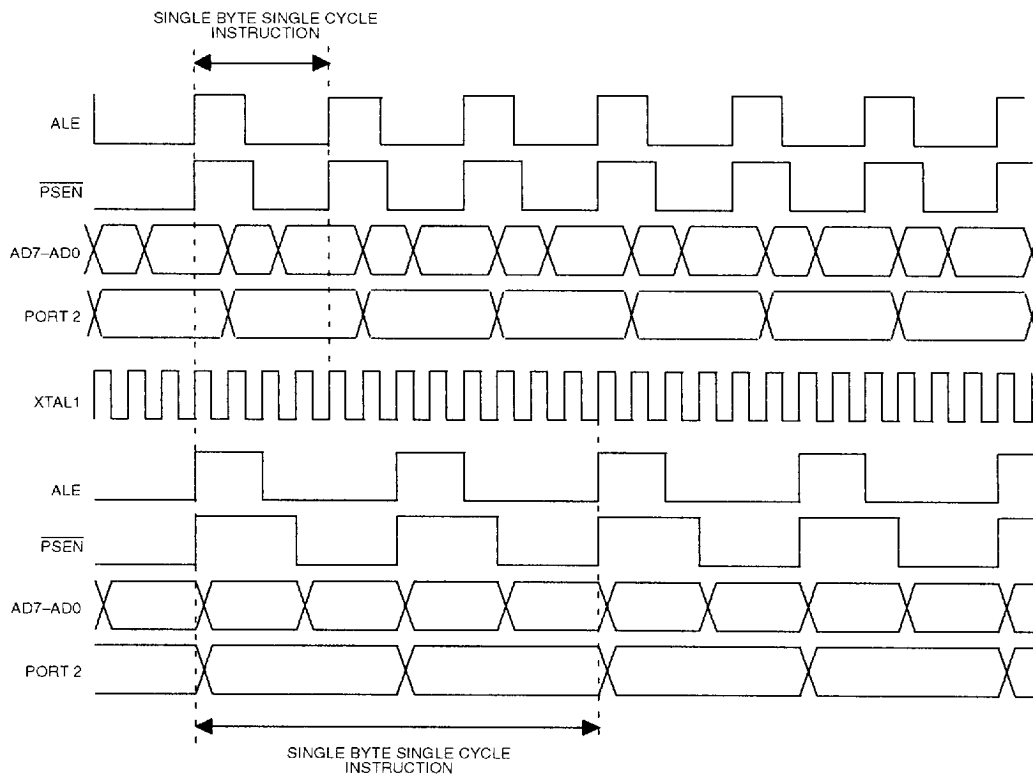 SINGLE BYTE SINGLE CYCLE
INSTRUCTION
ALE
PSEN
AD7–AD0
PORT 2
XTAL1
ALE
PSEN
AD7–AD0
PORT 2
SINGLE BYTE SINGLE CYCLE
INSTRUCTION